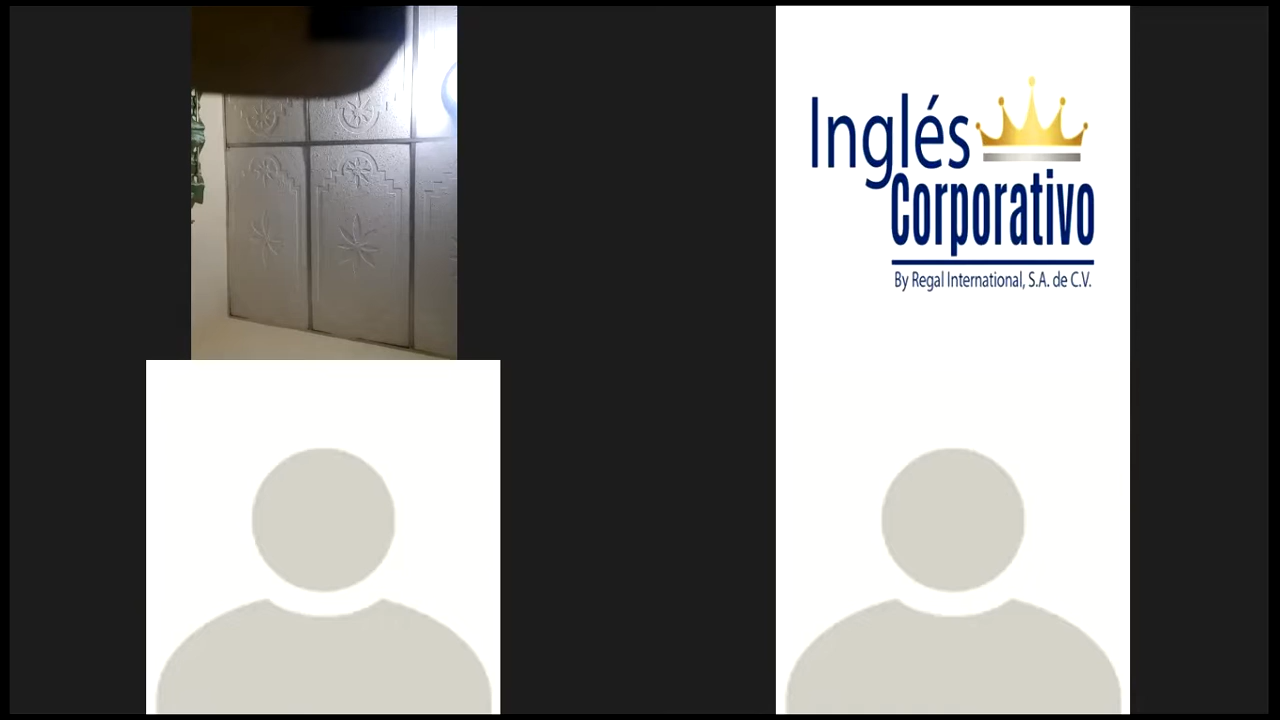 Inglés
Corporativo
By Regal International, S.A. de C.V.